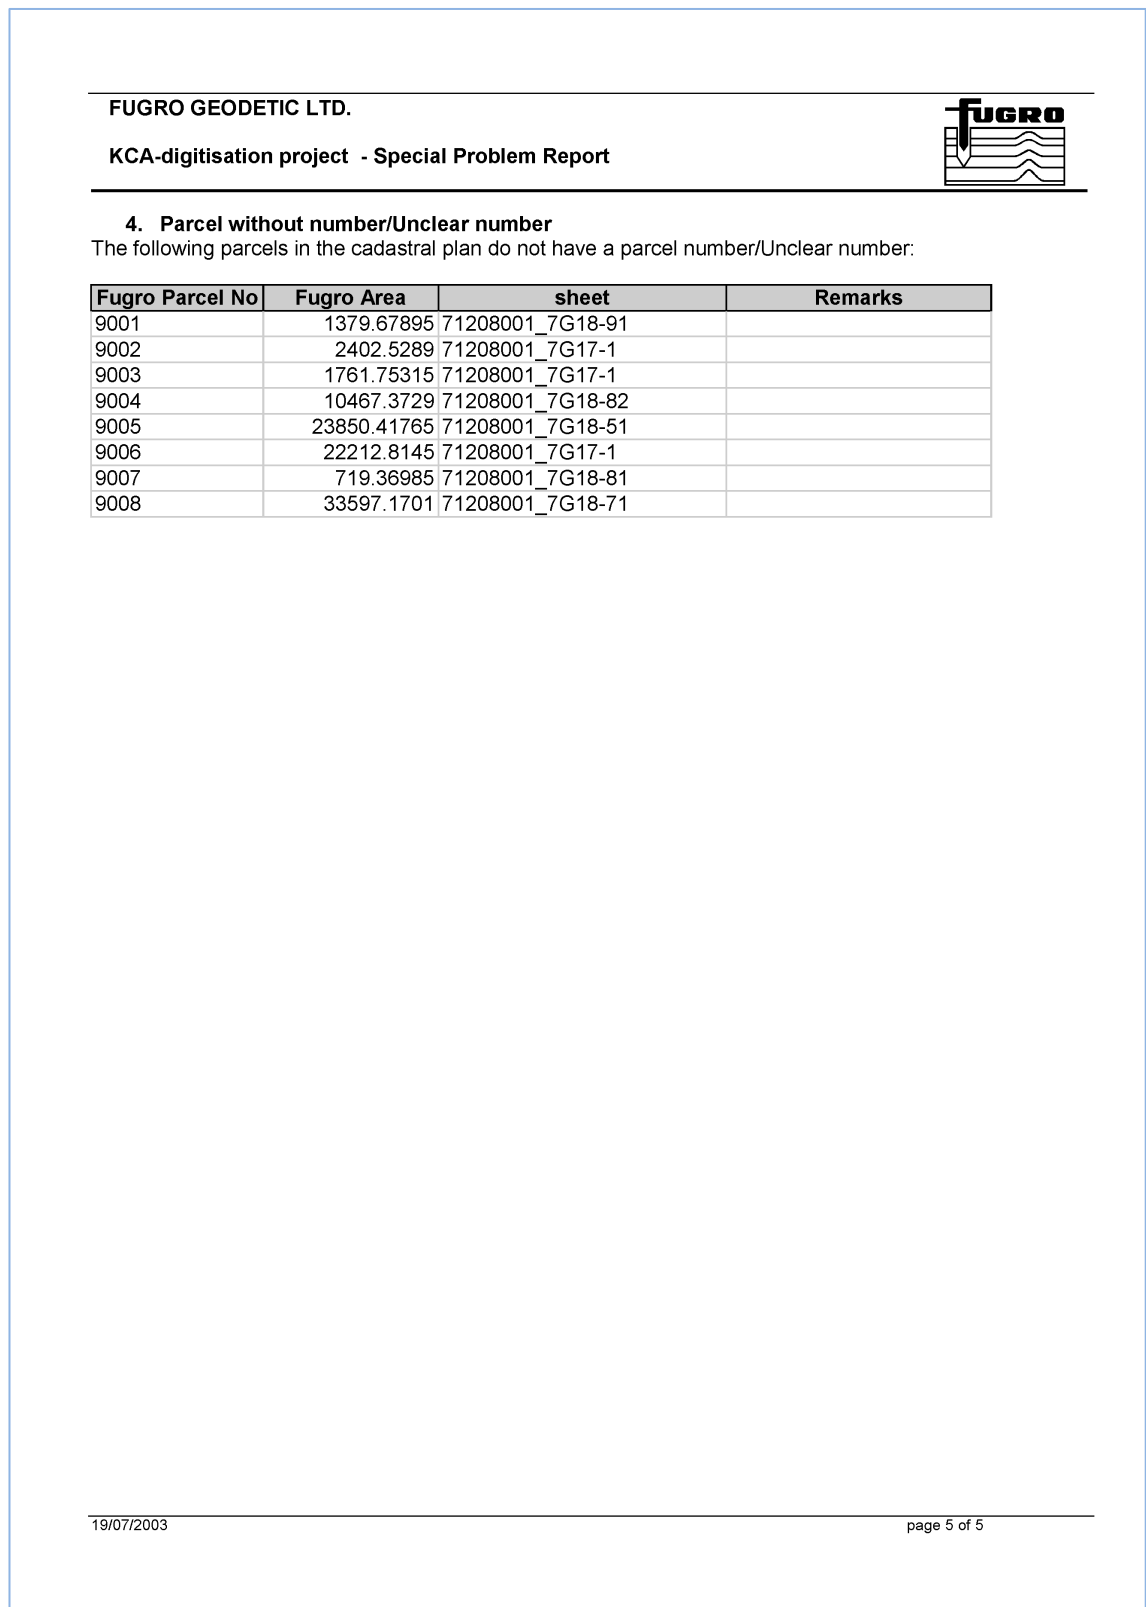 FUGRO GEODETIC LTD.
FUGRO
KCA-digitisation project - Special Problem Report
4. Parcel without number/Unclear number
The following parcels in the cadastral plan do not have a parcel number/Unclear number:
Fugro Parcel No Fugro Area sheet Remarks
9001 1379.67895 71208001_7G18-91
9002 2402.5289 71208001_7G17-1
9003 1761.75315 71208001_7G17-1
9004 10467.3729 71208001_7G18-82
9005 23850.41765 71208001_7G18-51
9006 22212.8145 71208001_7G17-1
9007 719.36985 71208001_7G18-81
9008 33597.1701 71208001_7G18-71
19/07/2003 page 5 of 5